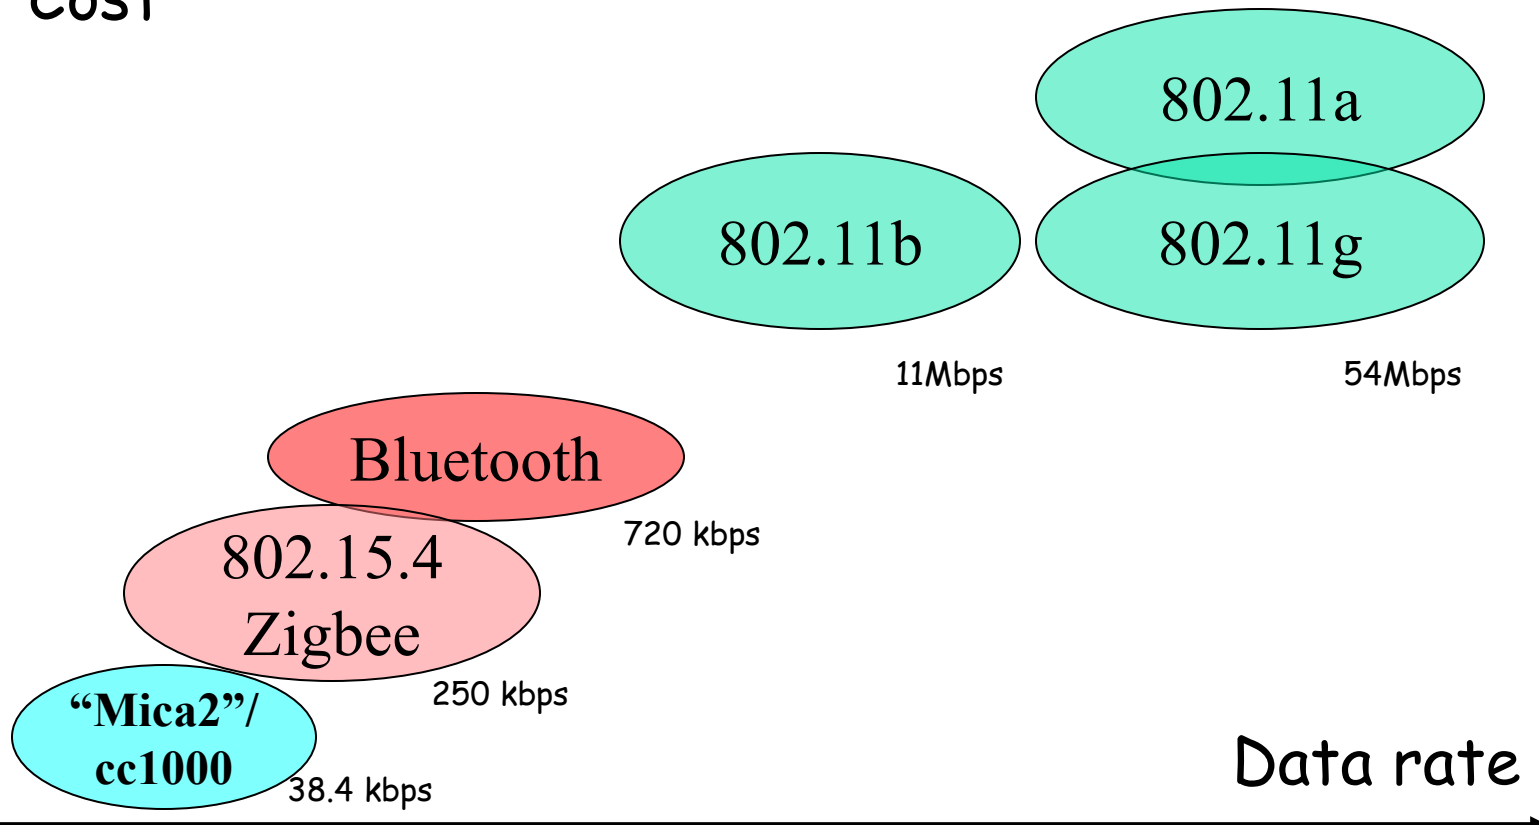 Cost
802.11a
802.11b
802.11g
11Mbps
54Mbps
Bluetooth
720 kbps
802.15.4
Zigbee
250 kbps
“Mica2”/
cc1000
38.4 kbps
Data rate